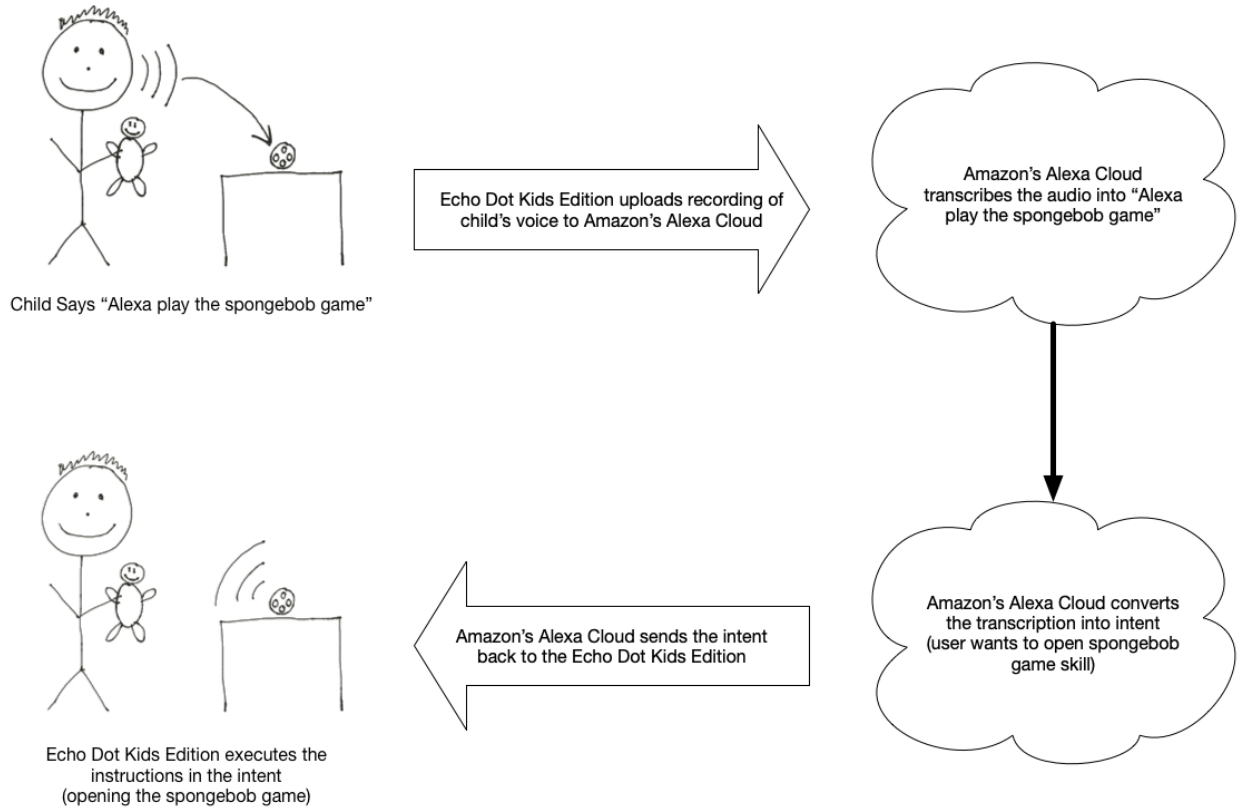 Child Says “Alexa play the spongebob game”
Echo Dot Kids Edition uploads recording of
child’s voice to Amazon’s Alexa Cloud
Amazon’s Alexa Cloud
transcribes the audio into “Alexa
play the spongebob game”
Amazon’s Alexa Cloud converts
the transcription into intent
(user wants to open spongebob
game skill)
Amazon’s Alexa Cloud sends the intent
back to the Echo Dot Kids Edition
Echo Dot Kids Edition executes the
instructions in the intent
(opening the spongebob game)